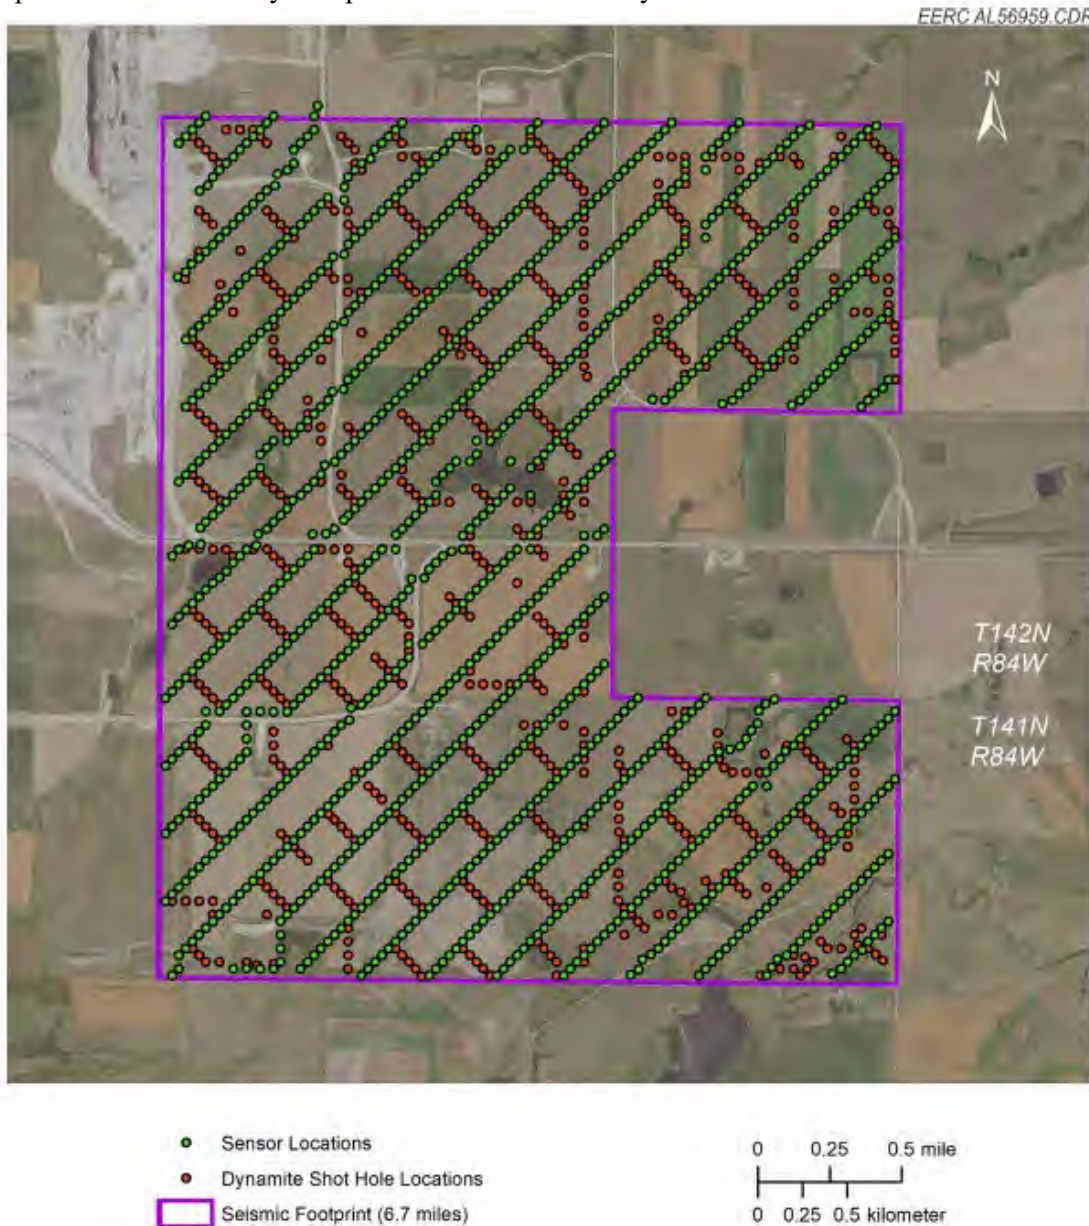 EERC AL56959.CDR
N
T142N
R84W
T141N
R84W
Sensor Locations
Dynamite Shot Hole Locations
Seismic Footprint (6.7 miles)
0 0.25 0.5 mile
0 0.25 0.5 kilometer